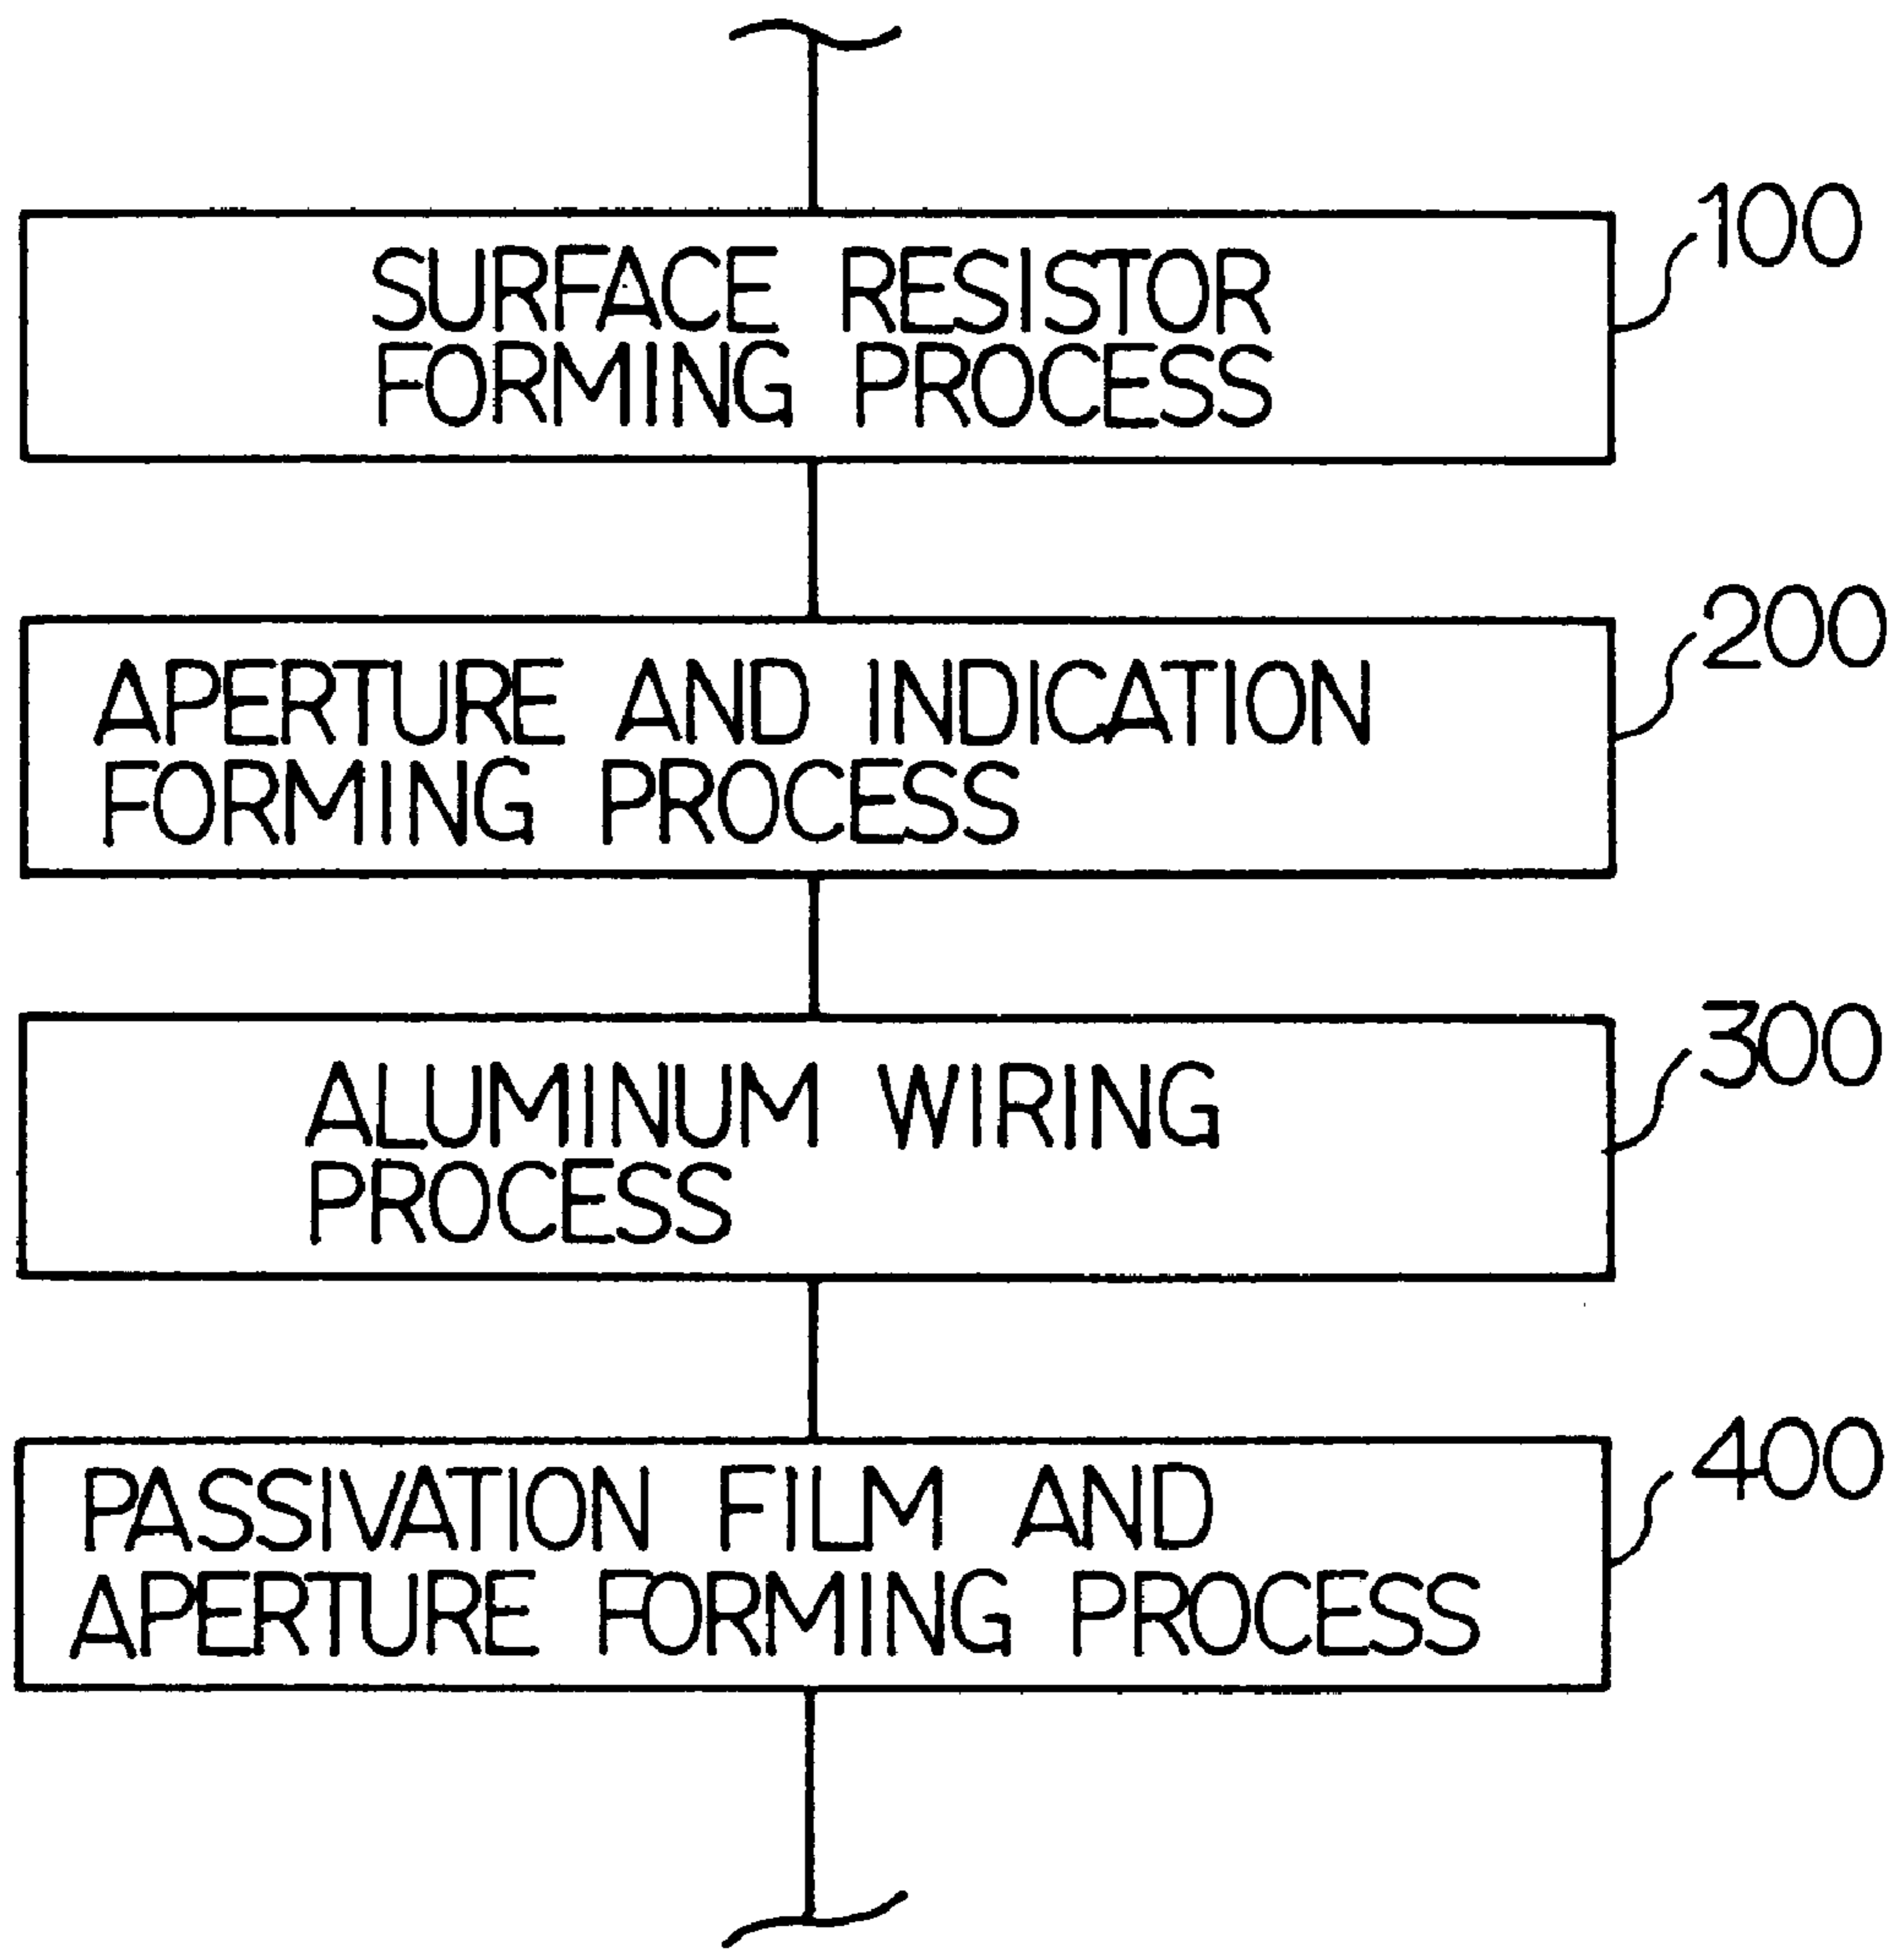 100
SURFACE RESISTOR
FORMING PROCESS
200
APERTURE AND INDICATION
FORMING PROCESS
300
ALUMINUM WIRING
PROCESS
400
PASSIVATION FILM AND
APERTURE FORMING PROCESS